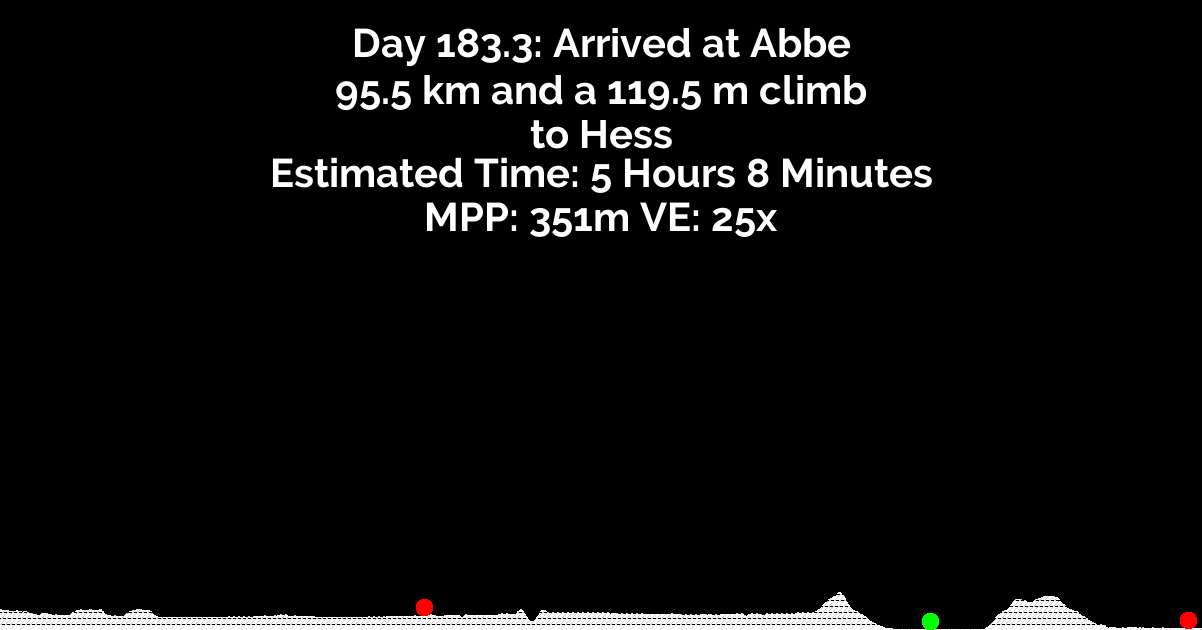 Day 183.3: Arrived at Abbe
95.5 km and a 119.5 m climb
to Hess
Estimated Time: 5 Hours 8 Minutes
MPP: 351m VE: 25x